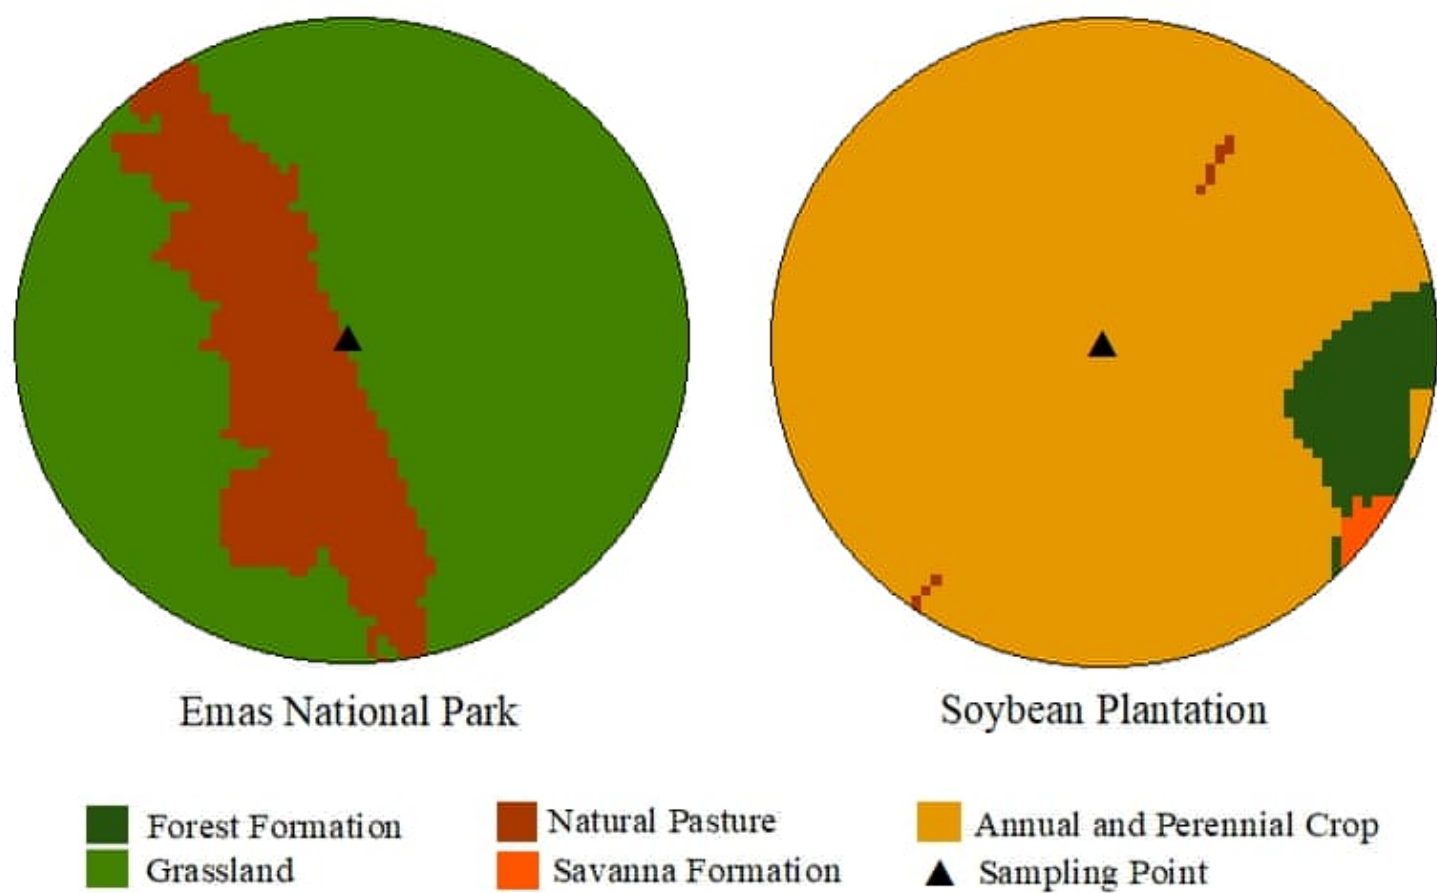 Emas National Park
Soybean Plantation
Forest Formation
Natural Pasture
Annual and Perennial Crop
Grassland
Savanna Formation
Sampling Point